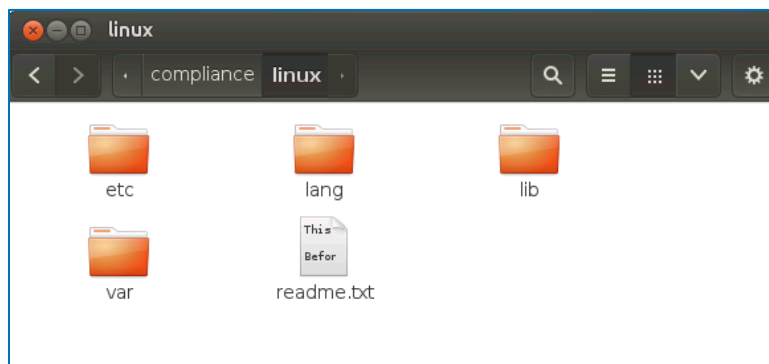 linux
compliance linux
etc lang lib
This
Befor
var readme.txt